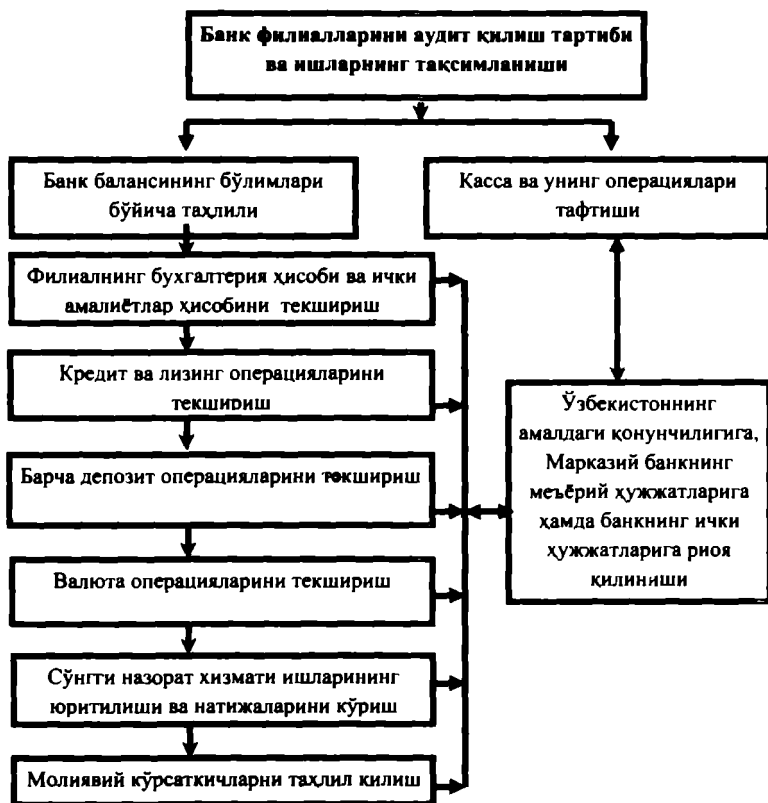 Банк филиалларини аудит қилиш тартиби
ва ишларнинг тақсимланиши
Банк балансининг бўлимлари
бўйича таҳлили
Касса ва унинг операциялари
тафтиши
Филиалнинг бухгалтерия ҳисоби ва ички
амалиётлар ҳисобини текшириш
Кредит ва лизинг операцияларини
текшириш
Барча депозит операцияларини текшириш
Валюта операцияларини текшириш
Сўнгти назорат хизмати ишларининг
юритилиши ва натижаларини кўриш
Молиявий кўрсаткичларни таҳлил килиш
Ўзбекистоннинг
амалдаги қонунчилигига,
Марказий банкнинг
меъёрий ҳужжатларига
ҳамда банкнинг ички
ҳужжатларига риоя
қилиниши